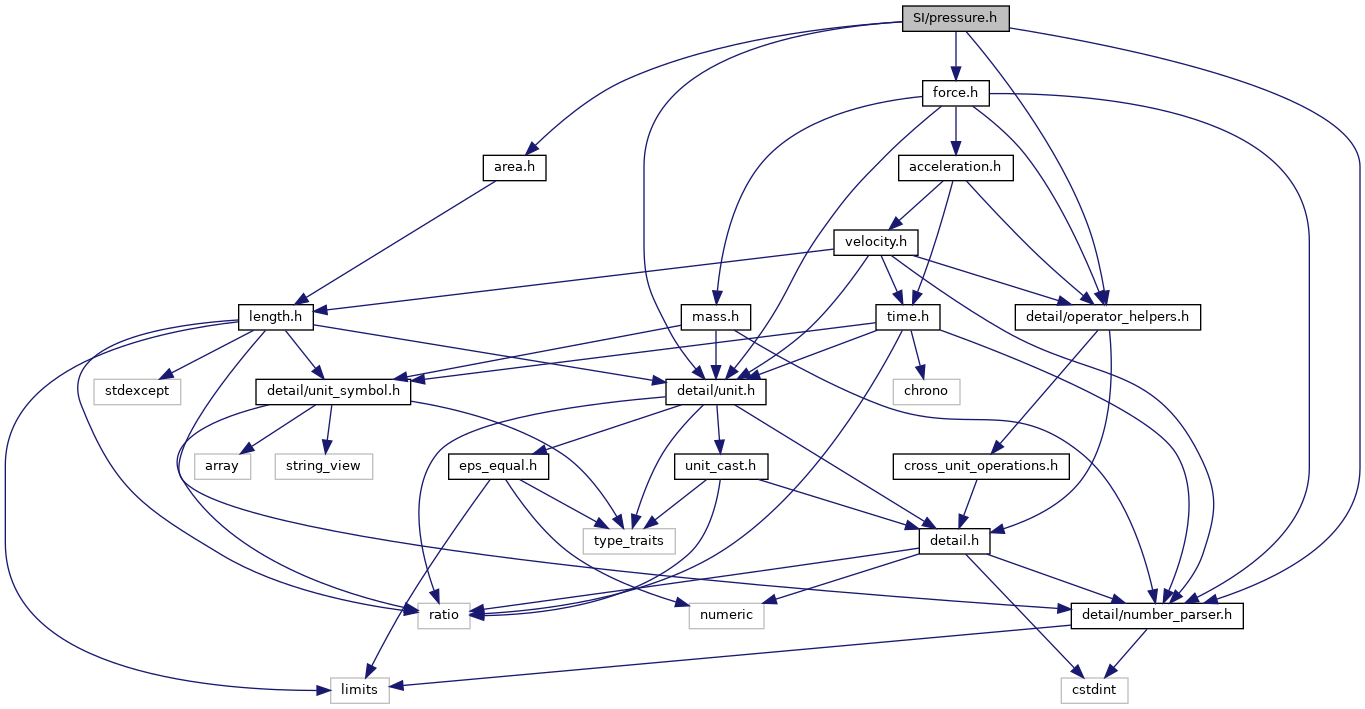 SI/pressure.h
force.h
area.h
acceleration.h
velocity.h
length.h
mass.h
time.h
detail/operator_helpers.h
stdexcept
detail/unit_symbol.h
detail/unit.h
chrono
array
string_view
eps_equal.h
unit_cast.h
cross_unit_operations.h
type_traits
detail.h
ratio
numeric
detail/number_parser.h
limits
cstdint